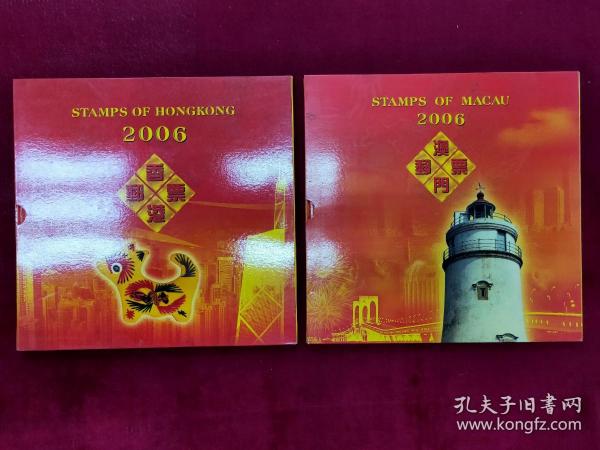 STAMPS OF HONGKONG
2006
香
郵 票
港
STAMPS OF MACAU
2006
澳
郵 票
門
孔夫子旧書网
www.kongfz.com